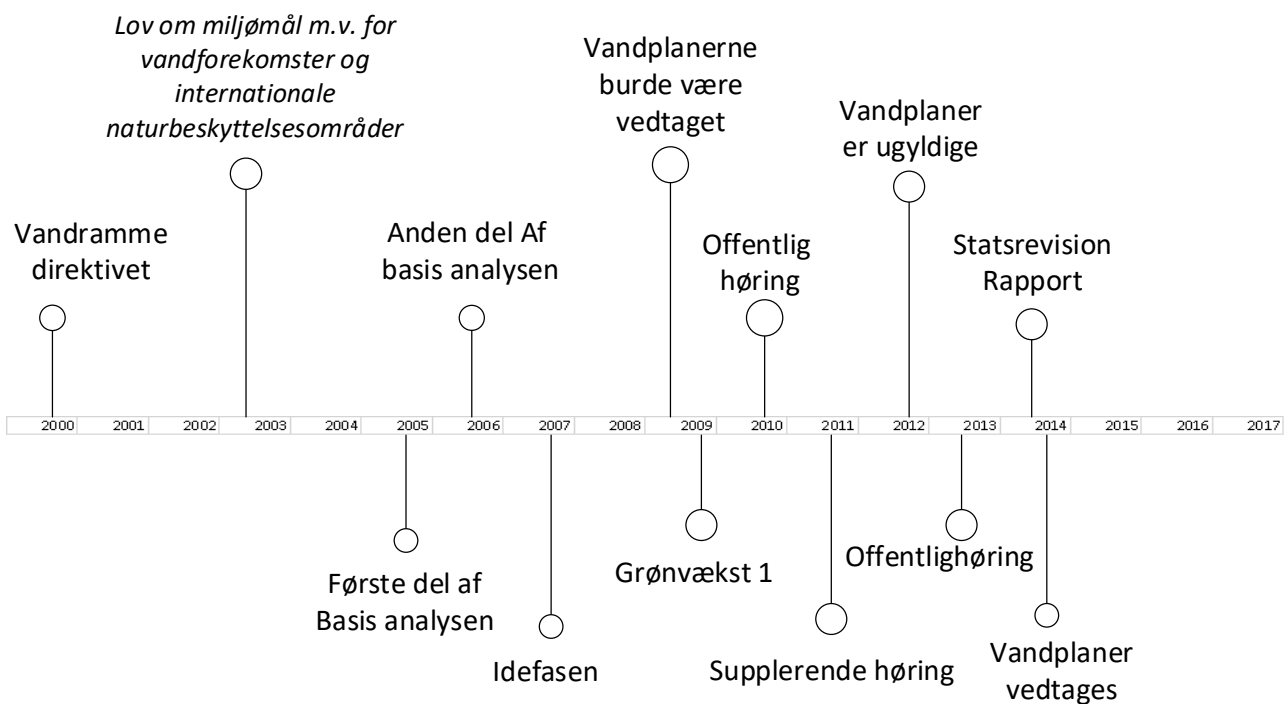 Lov om miljømål m.v. for
vandforekomster og
internationale
naturbeskyttelsesområder
Vandplanerne
burde være
vedtaget
Vandplaner
er ugyldige
Vandramme
direktivet
Anden del Af
basis analysen
Offentlig
høring
Statsrevision
Rapport
2000 2001 2002 2003 2004 2005 2006 2007 2008 2009 2010 2011 2012 2013 2014 2015 2016 2017
Første del af
Basis analysen
Idefasen
Grønvækst 1
Supplerende høring
Offentlighøring
Vandplaner
vedtages